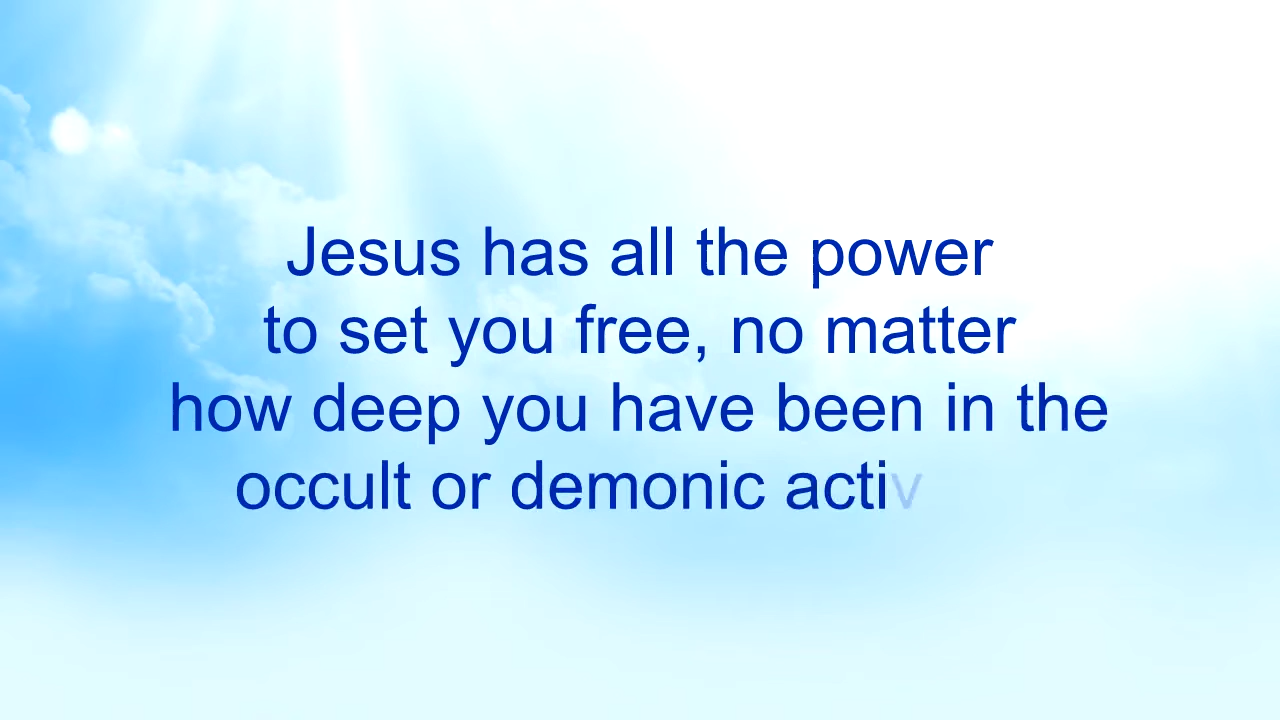 Jesus has all the power
to set you free, no matter
how deep you have been in the
occult or demonic activ